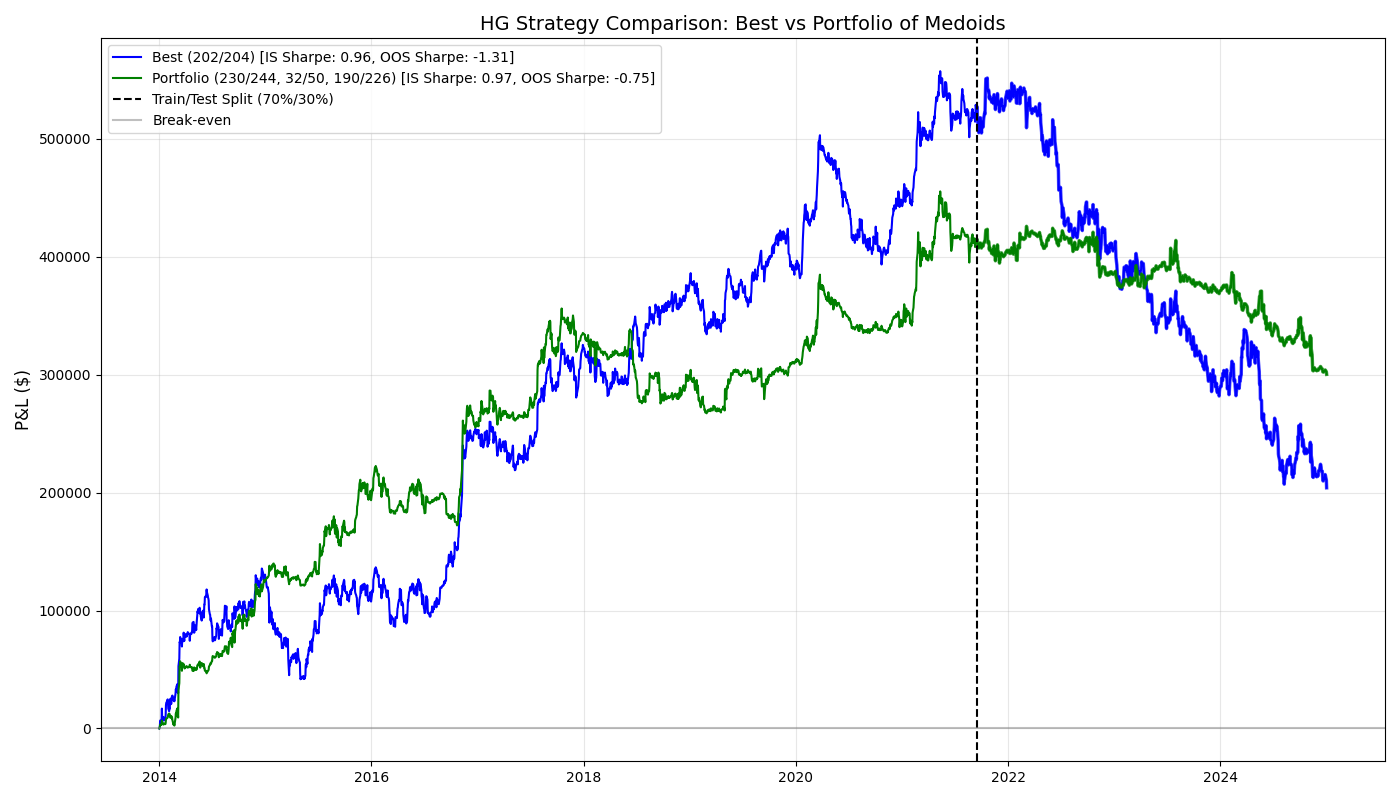 HG Strategy Comparison: Best vs Portfolio of Medoids
Best (202/204) [IS Sharpe: 0.96, OOS Sharpe: -1.31]
Portfolio (230/244, 32/50, 190/226) [IS Sharpe: 0.97, OOS Sharpe: -0.75]
Train/Test Split (70%/30%)
Break-even
P&L ($)
500000
400000
300000
200000
100000
0
2014
2016
2018
2020
2022
2024